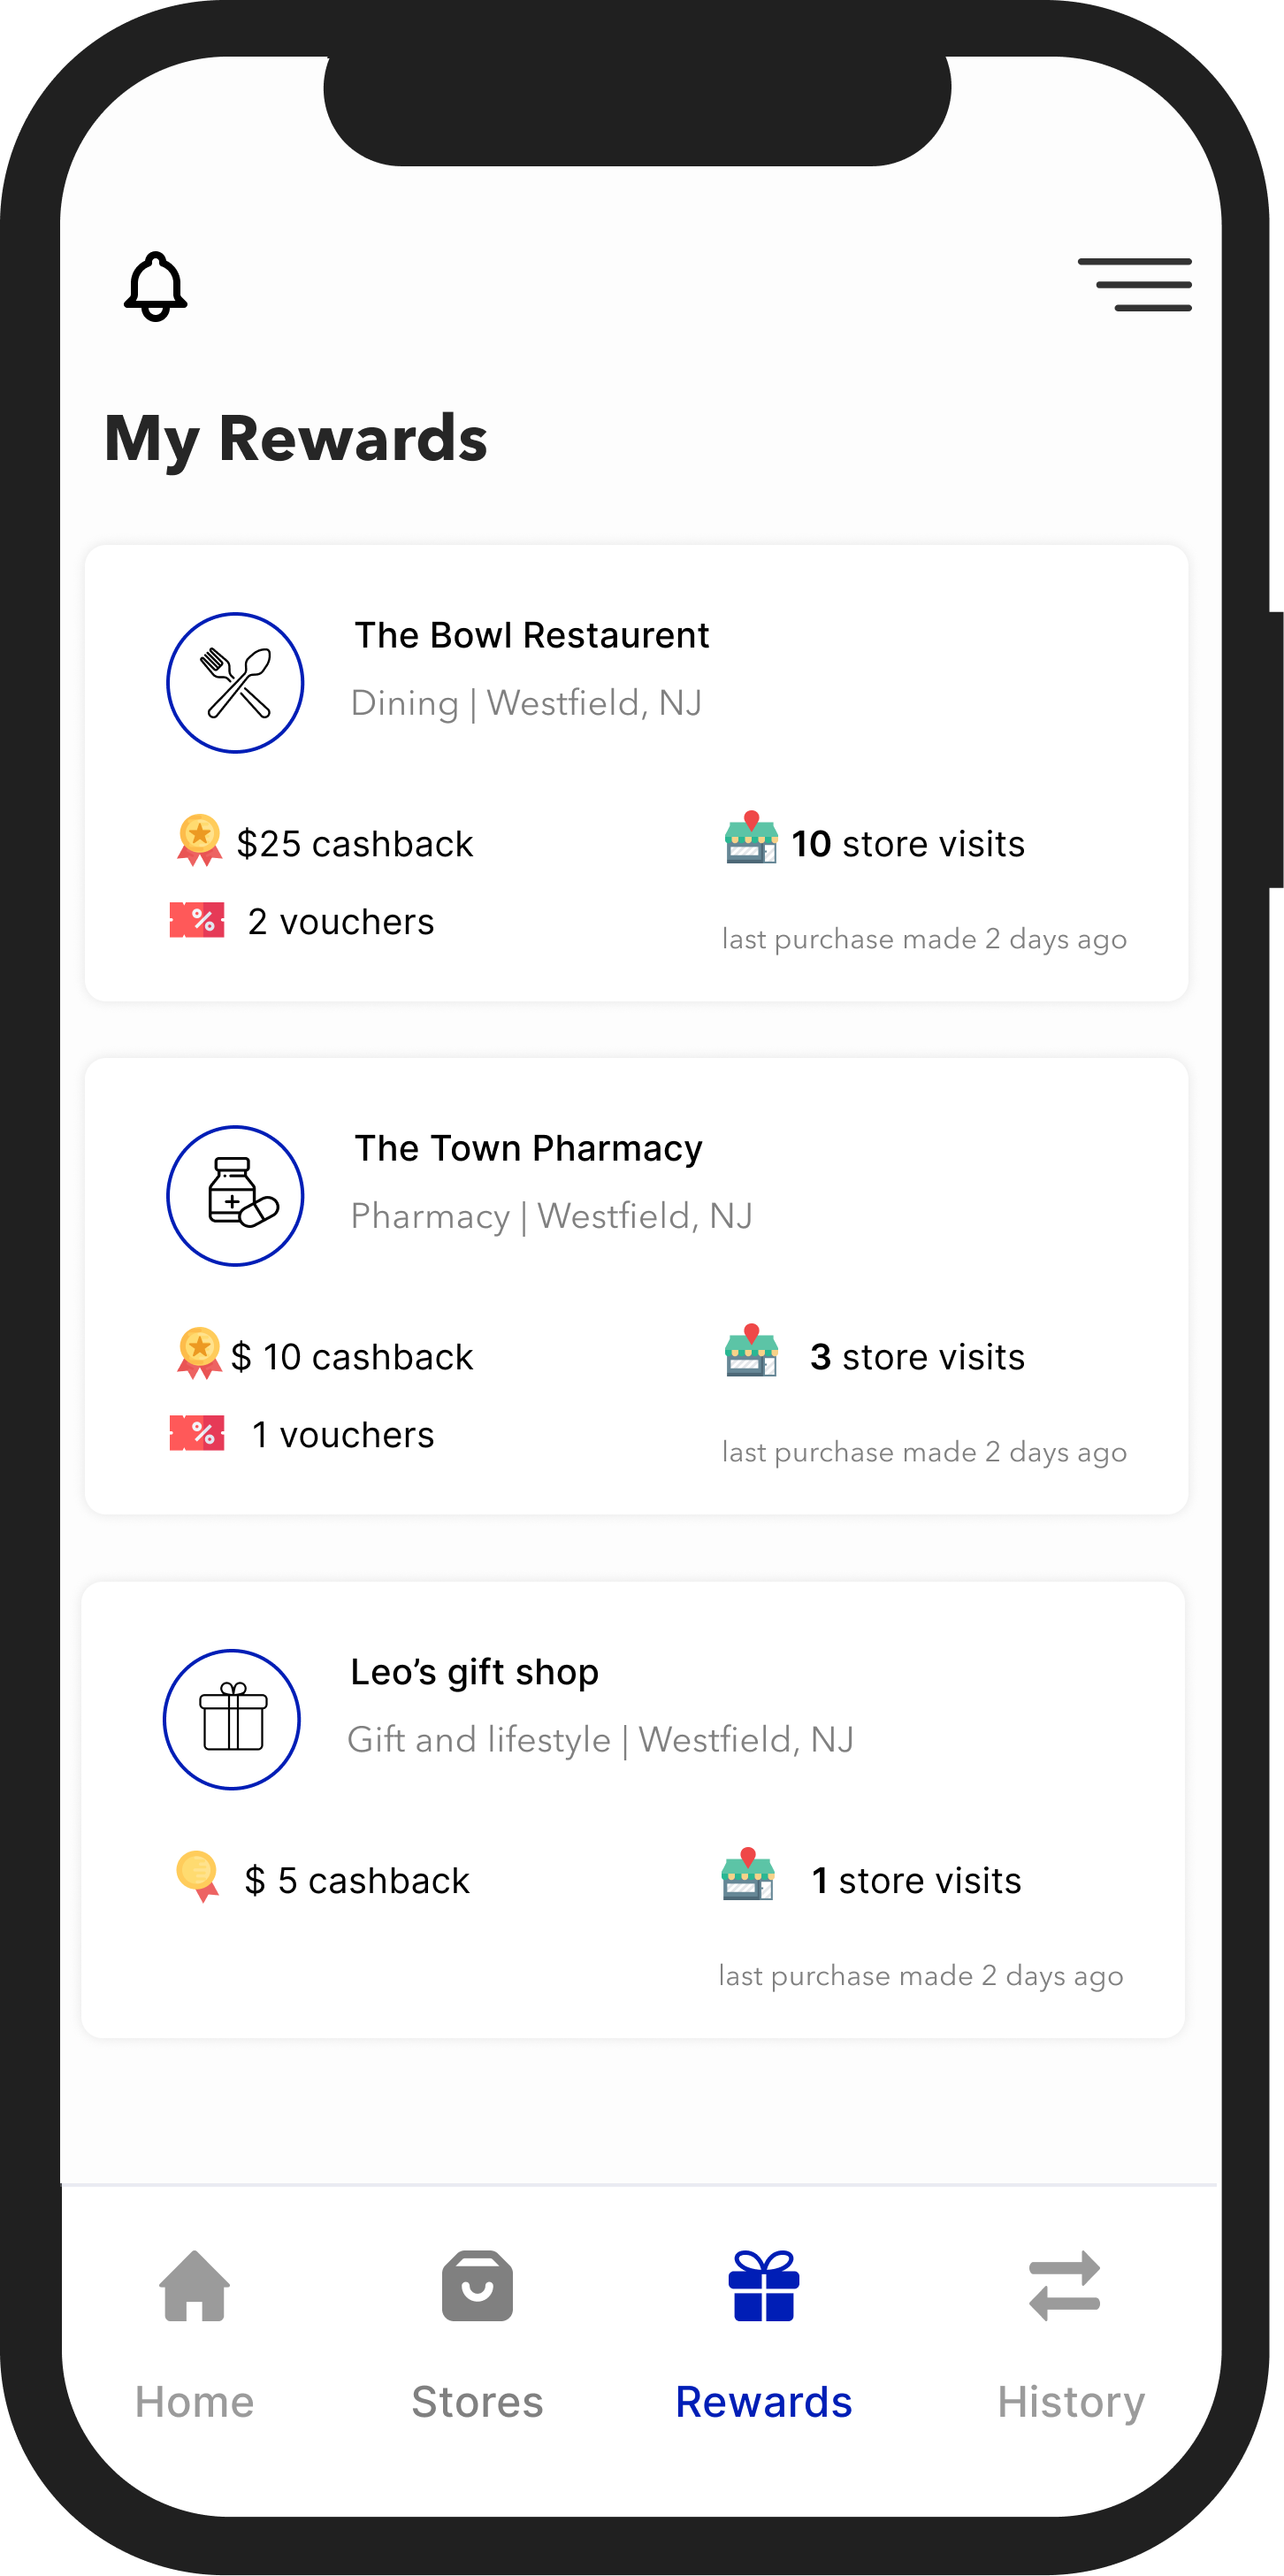 My Rewards
The Bowl Restaurent
Dining | Westfield, NJ
$25 cashback
10 store visits
2 vouchers
last purchase made 2 days ago
The Town Pharmacy
Pharmacy | Westfield, NJ
$ 10 cashback
3 store visits
1 vouchers
last purchase made 2 days ago
Leo’s gift shop
Gift and lifestyle | Westfield, NJ
$ 5 cashback
1 store visits
last purchase made 2 days ago
Home
Stores
Rewards
History